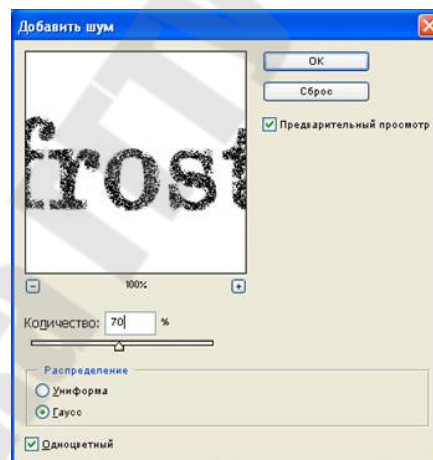 Добавить шум
frost
OK
Сброс
Предварительный просмотр
100%
Количество: 70 %
Распределение
Униформа
Гаусс
Одноцветный